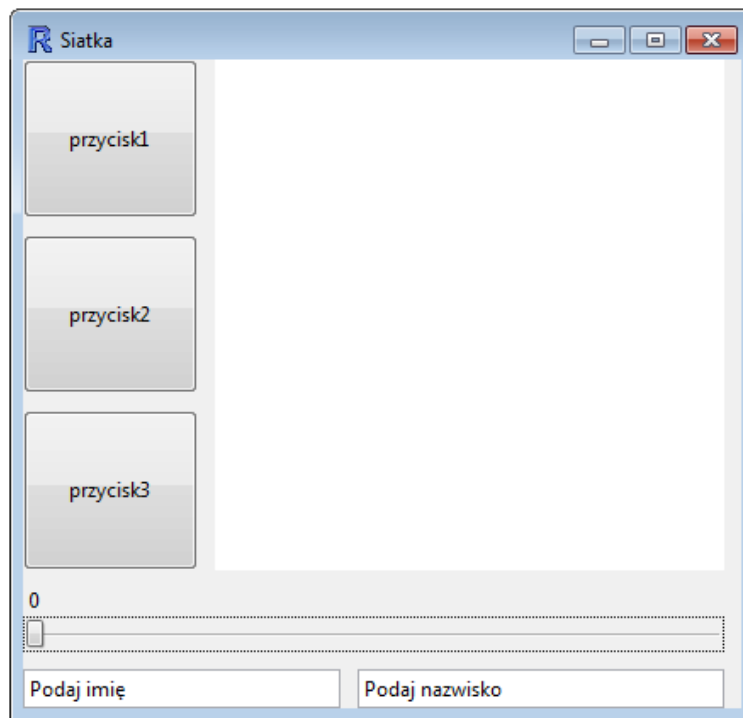 Siatka
przycisk1
przycisk2
przycisk3
0
Podaj imię
Podaj nazwisko